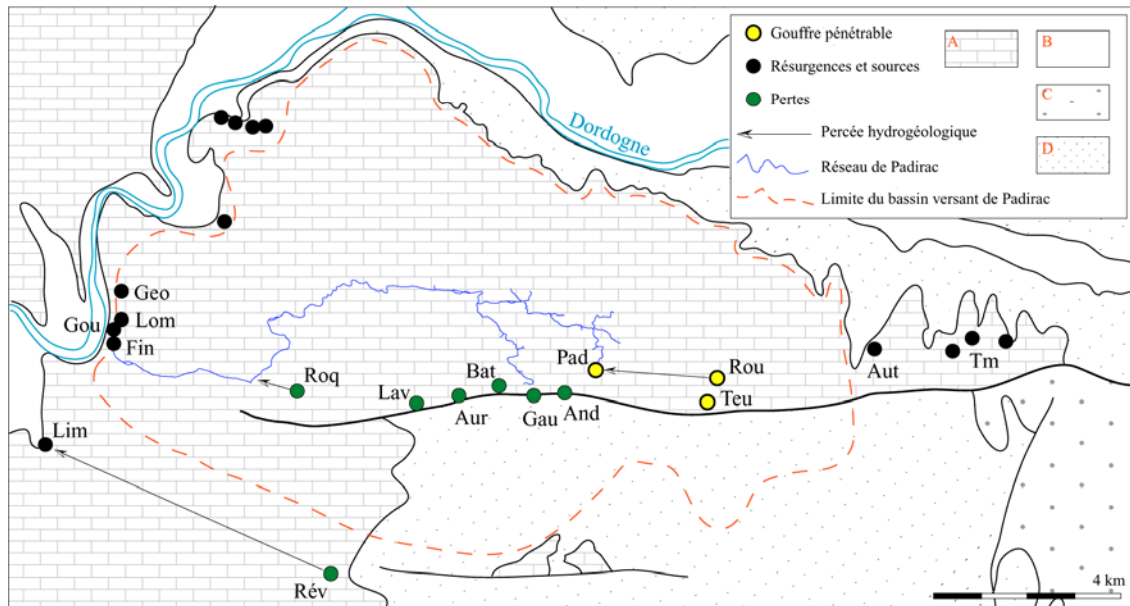 Gouffre pénétrable
Résurgences et sources
Pertes
Percée hydrogéologique
Réseau de Padirac
Limite du bassin versant de Padirac
A
B
C
D
Dordogne
Geo
Lom
Gou
Fin
Lim
Roq
Lav
Aur
Bat
Gau
And
Pad
Rou
Teu
Aut
Tm
Rév
4 km